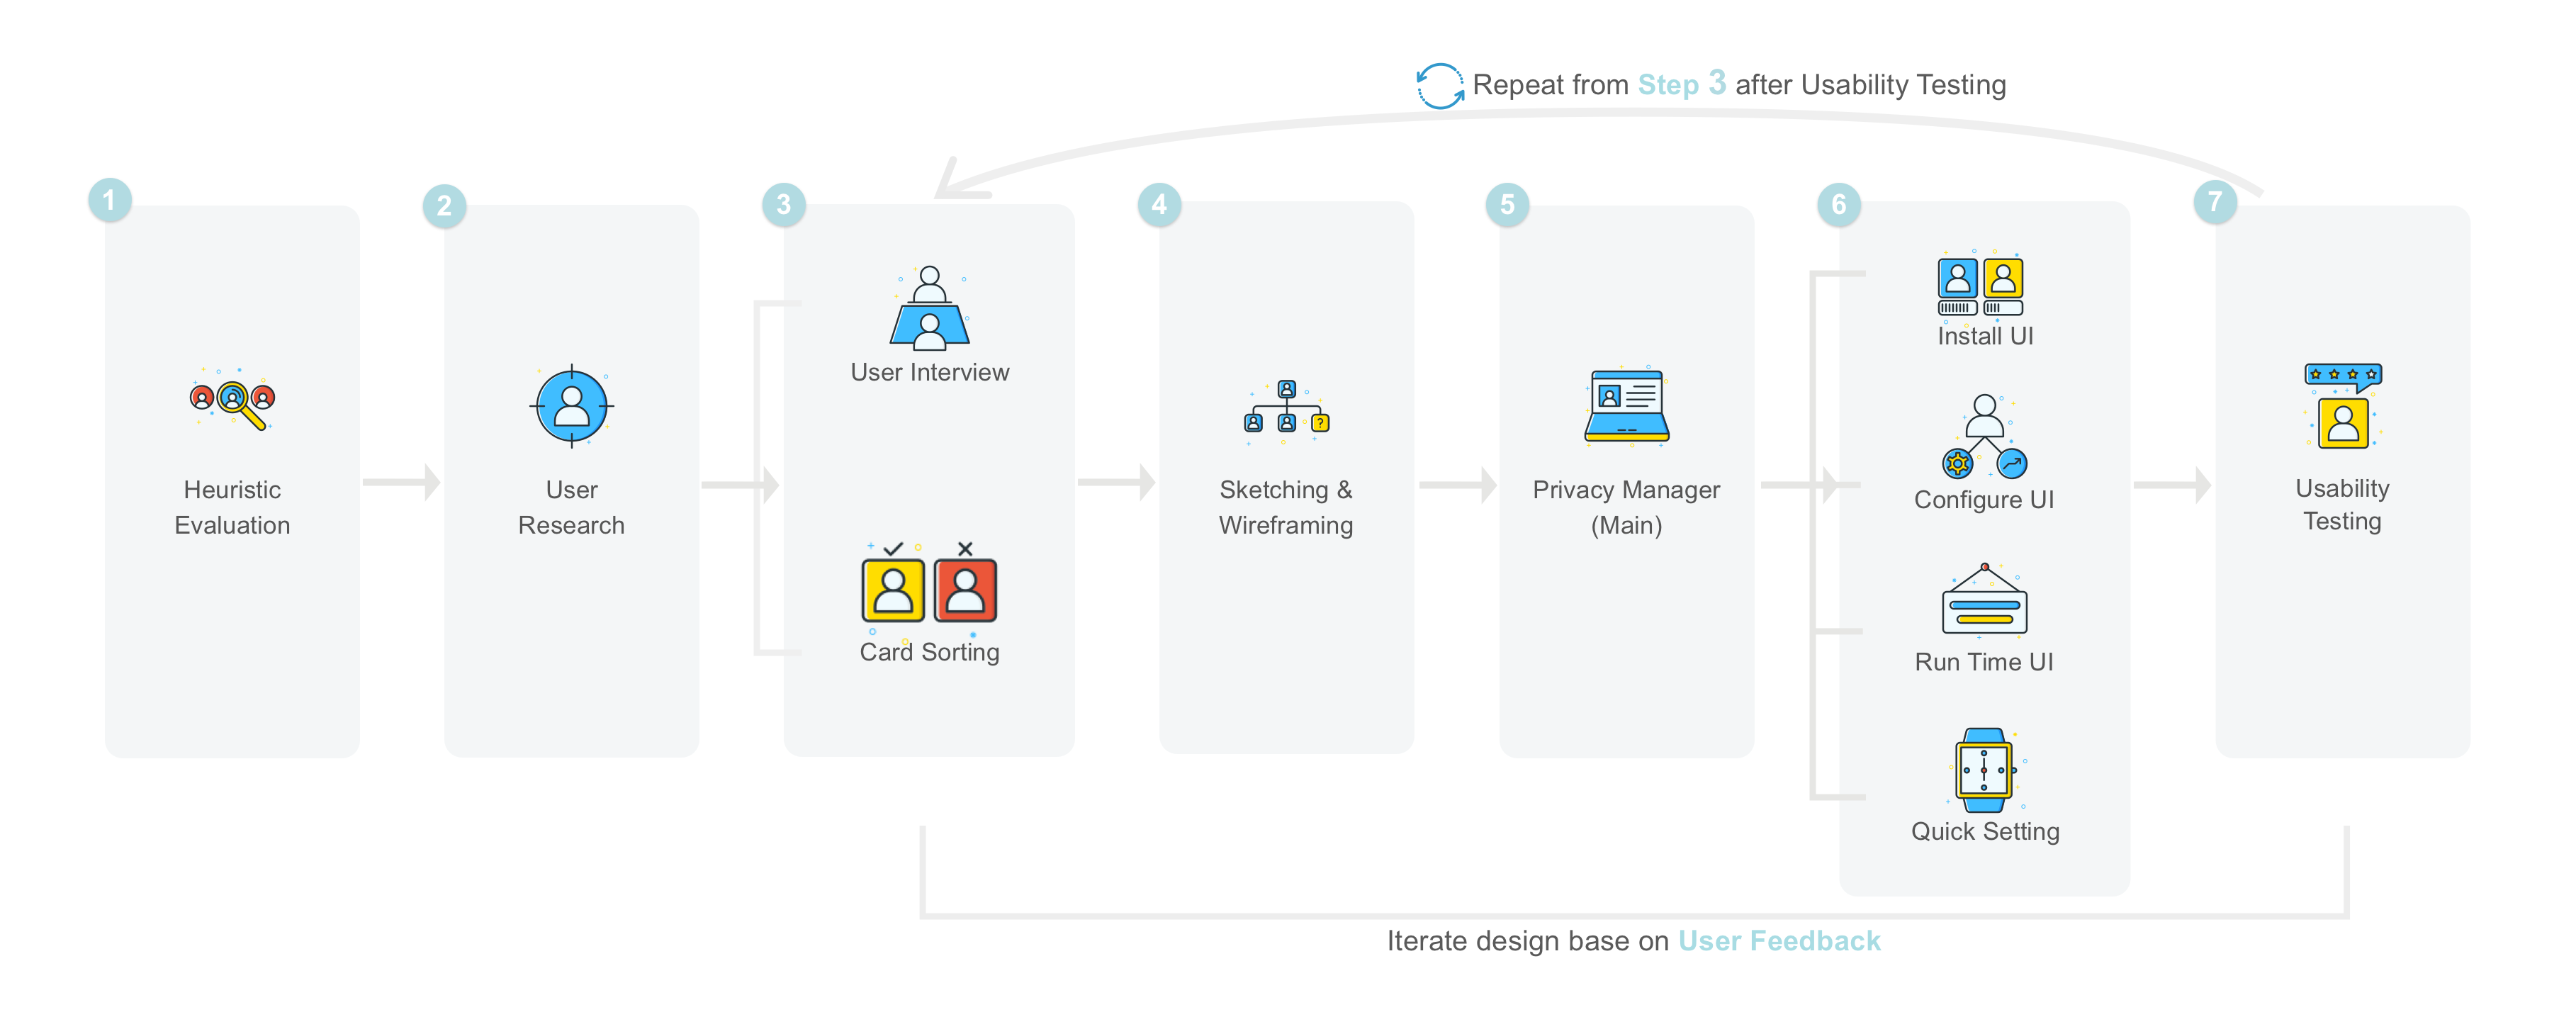 Repeat from Step 3 after Usability Testing
1
Heuristic
Evaluation
2
User
Research
3
User Interview
Card Sorting
4
Sketching &
Wireframing
5
Privacy Manager
(Main)
6
Install UI
Configure UI
Run Time UI
Quick Setting
7
Usability
Testing
Iterate design base on User Feedback